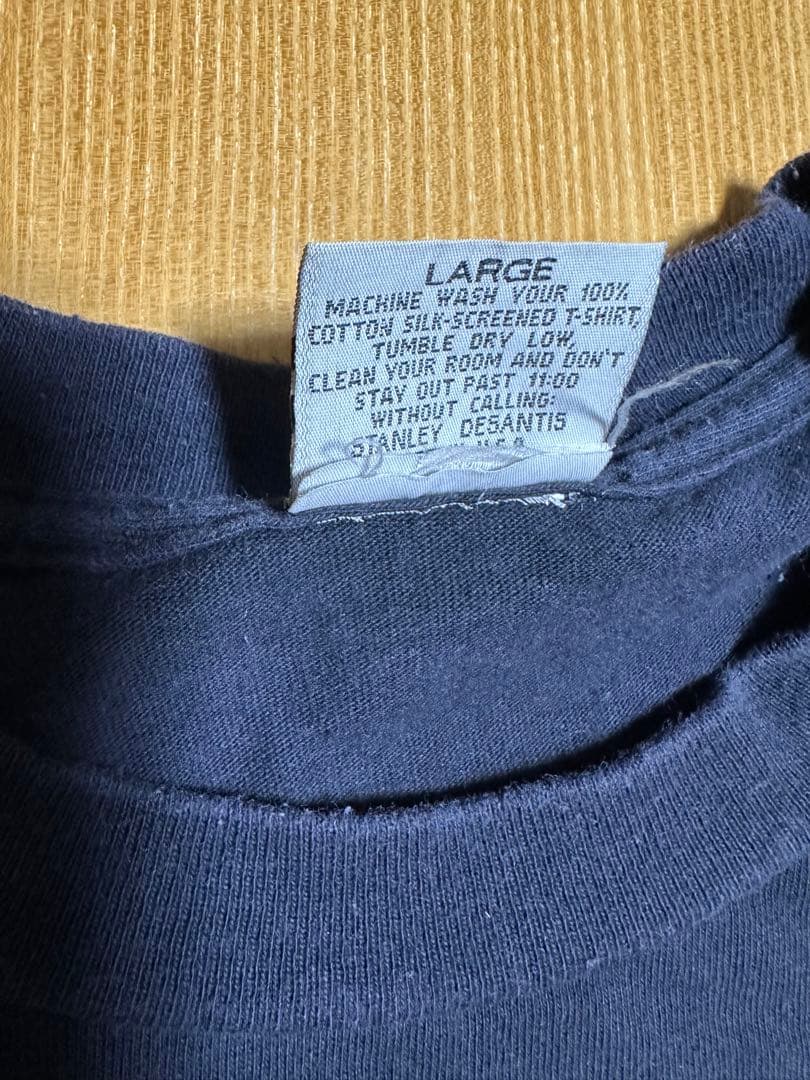 LARGE
MACHINE WASH YOUR 100%
COTTON SILK-SCREENED T-SHIRT,
TUMBLE DRY LOW,
CLEAN YOUR ROOM AND DON'T
STAY OUT PAST 11:00
WITHOUT CALLING:
STANLEY DESANTIS
U.S.A